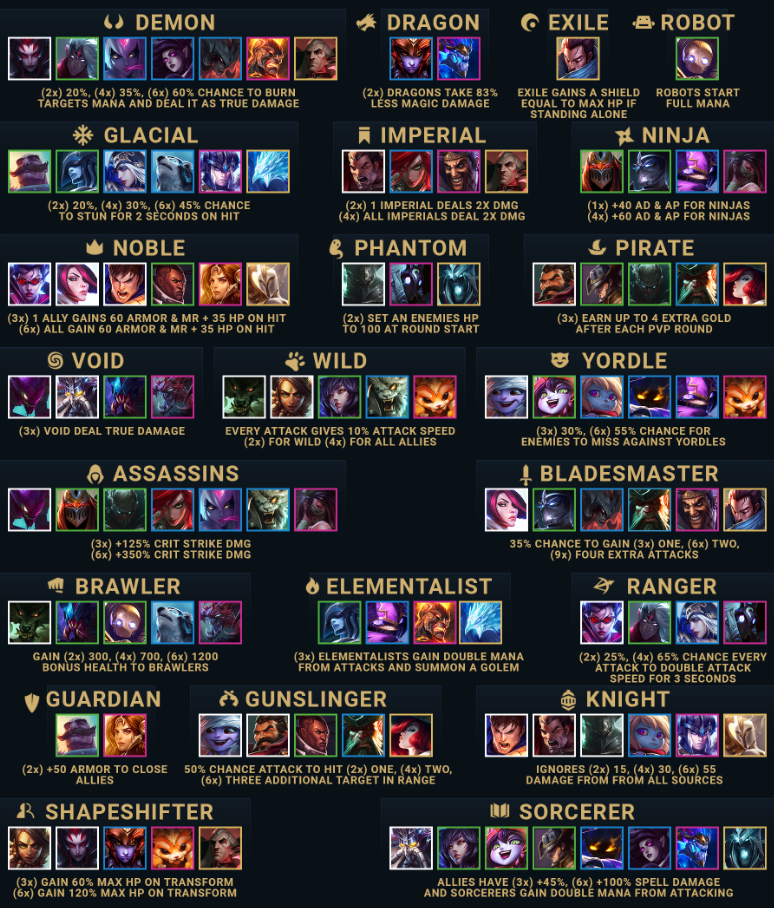 DEMON
(2x) 20%, (4x) 35%, (6x) 60% CHANCE TO BURN
TARGETS MANA AND DEAL IT AS TRUE DAMAGE
DRAGON
(2x) DRAGONS TAKE 83%
LESS MAGIC DAMAGE
EXILE
EXILE GAINS A SHIELD
EQUAL TO MAX HP IF
STANDING ALONE
ROBOT
ROBOTS START
FULL MANA
GLACIAL
(2x) 20%, (4x) 30%, (6x) 45% CHANCE
TO STUN FOR 2 SECONDS ON HIT
IMPERIAL
(2x) 1 IMPERIAL DEALS 2X DMG
(4x) ALL IMPERIALS DEAL 2X DMG
NINJA
(1x) +40 AD & AP FOR NINJAS
(4x) +60 AD & AP FOR NINJAS
NOBLE
(3x) 1 ALLY GAINS 60 ARMOR & MR + 35 HP ON HIT
(6x) ALL GAIN 60 ARMOR & MR + 35 HP ON HIT
PHANTOM
(2x) SET AN ENEMIES HP
TO 100 AT ROUND START
PIRATE
(3x) EARN UP TO 4 EXTRA GOLD
AFTER EACH PVP ROUND
VOID
(3x) VOID DEAL TRUE DAMAGE
WILD
EVERY ATTACK GIVES 10% ATTACK SPEED
(2x) FOR WILD (4x) FOR ALL ALLIES
YORDLE
(3x) 30%, (6x) 55% CHANCE FOR
ENEMIES TO MISS AGAINST YORDLES
ASSASSINS
(3x) +125% CRIT STRIKE DMG
(6x) +350% CRIT STRIKE DMG
BLADESMASTER
35% CHANCE TO GAIN (3x) ONE, (6x) TWO,
(9x) FOUR EXTRA ATTACKS
BRAWLER
GAIN (2x) 300, (4x) 700, (6x) 1200
BONUS HEALTH TO BRAWLERS
ELEMENTALIST
(3x) ELEMENTALISTS GAIN DOUBLE MANA
FROM ATTACKS AND SUMMON A GOLEM
RANGER
(2x) 25%, (4x) 65% CHANCE EVERY
ATTACK TO DOUBLE ATTACK
SPEED FOR 3 SECONDS
GUARDIAN
(2x) +50 ARMOR TO CLOSE
ALLIES
GUNSLINGER
50% CHANCE ATTACK TO HIT (2x) ONE, (4x) TWO,
(6x) THREE ADDITIONAL TARGET IN RANGE
KNIGHT
IGNORES (2x) 15, (4x) 30, (6x) 55
DAMAGE FROM FROM ALL SOURCES
SHAPESHIFTER
(3x) GAIN 60% MAX HP ON TRANSFORM
(6x) GAIN 120% MAX HP ON TRANSFORM
SORCERER
ALLIES HAVE (3x) +45%, (6x) +100% SPELL DAMAGE
AND SORCERERS GAIN DOUBLE MANA FROM ATTACKING